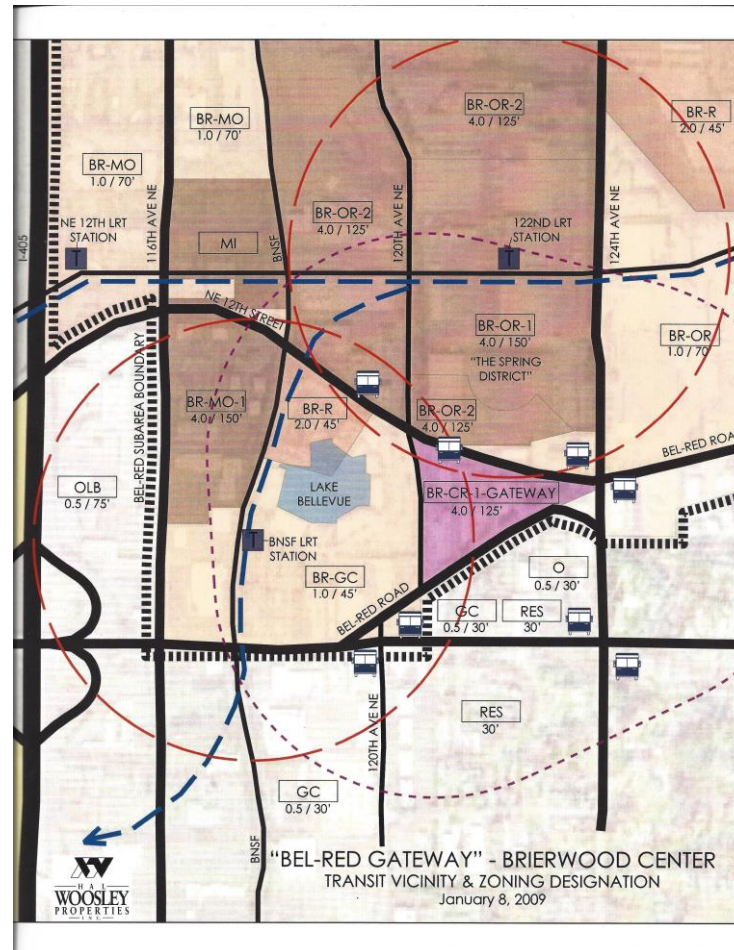 BR-OR-2
4.0 / 125'
BR-R
2.0 / 45'
BR-MO
1.0 / 70'
BR-MO
1.0 / 70'
116TH AVE NE
120TH AVE NE
124TH AVE NE
I-405
NE 12TH LRT
STATION
T
MI
BNSF
BR-OR-2
4.0 / 125'
122ND LRT
STATION
T
NE 12TH STREET
BR-OR-1
4.0 / 150'
"THE SPRING
DISTRICT"
BR-OR
1.0 / 70'
BEL-RED SUBAREA BOUNDARY
BR-MO-1
4.0 / 150'
BR-R
2.0 / 45'
BR-OR-2
4.0 / 125'
BEL-RED ROA
OLB
0.5 / 75'
LAKE
BELLEVUE
BR-CR-1-GATEWAY
4.0 / 125'
T
BNSF LRT
STATION
BR-GC
1.0 / 45'
BEL-RED ROAD
O
0.5 / 30'
GC
0.5 / 30'
RES
30'
RES
30'
120TH AVE NE
GC
0.5 / 30'
BNSF
"BEL-RED GATEWAY" - BRIERWOOD CENTER
TRANSIT VICINITY & ZONING DESIGNATION
January 8, 2009
HAL
WOOSLEY
PROPERTIES
INC.